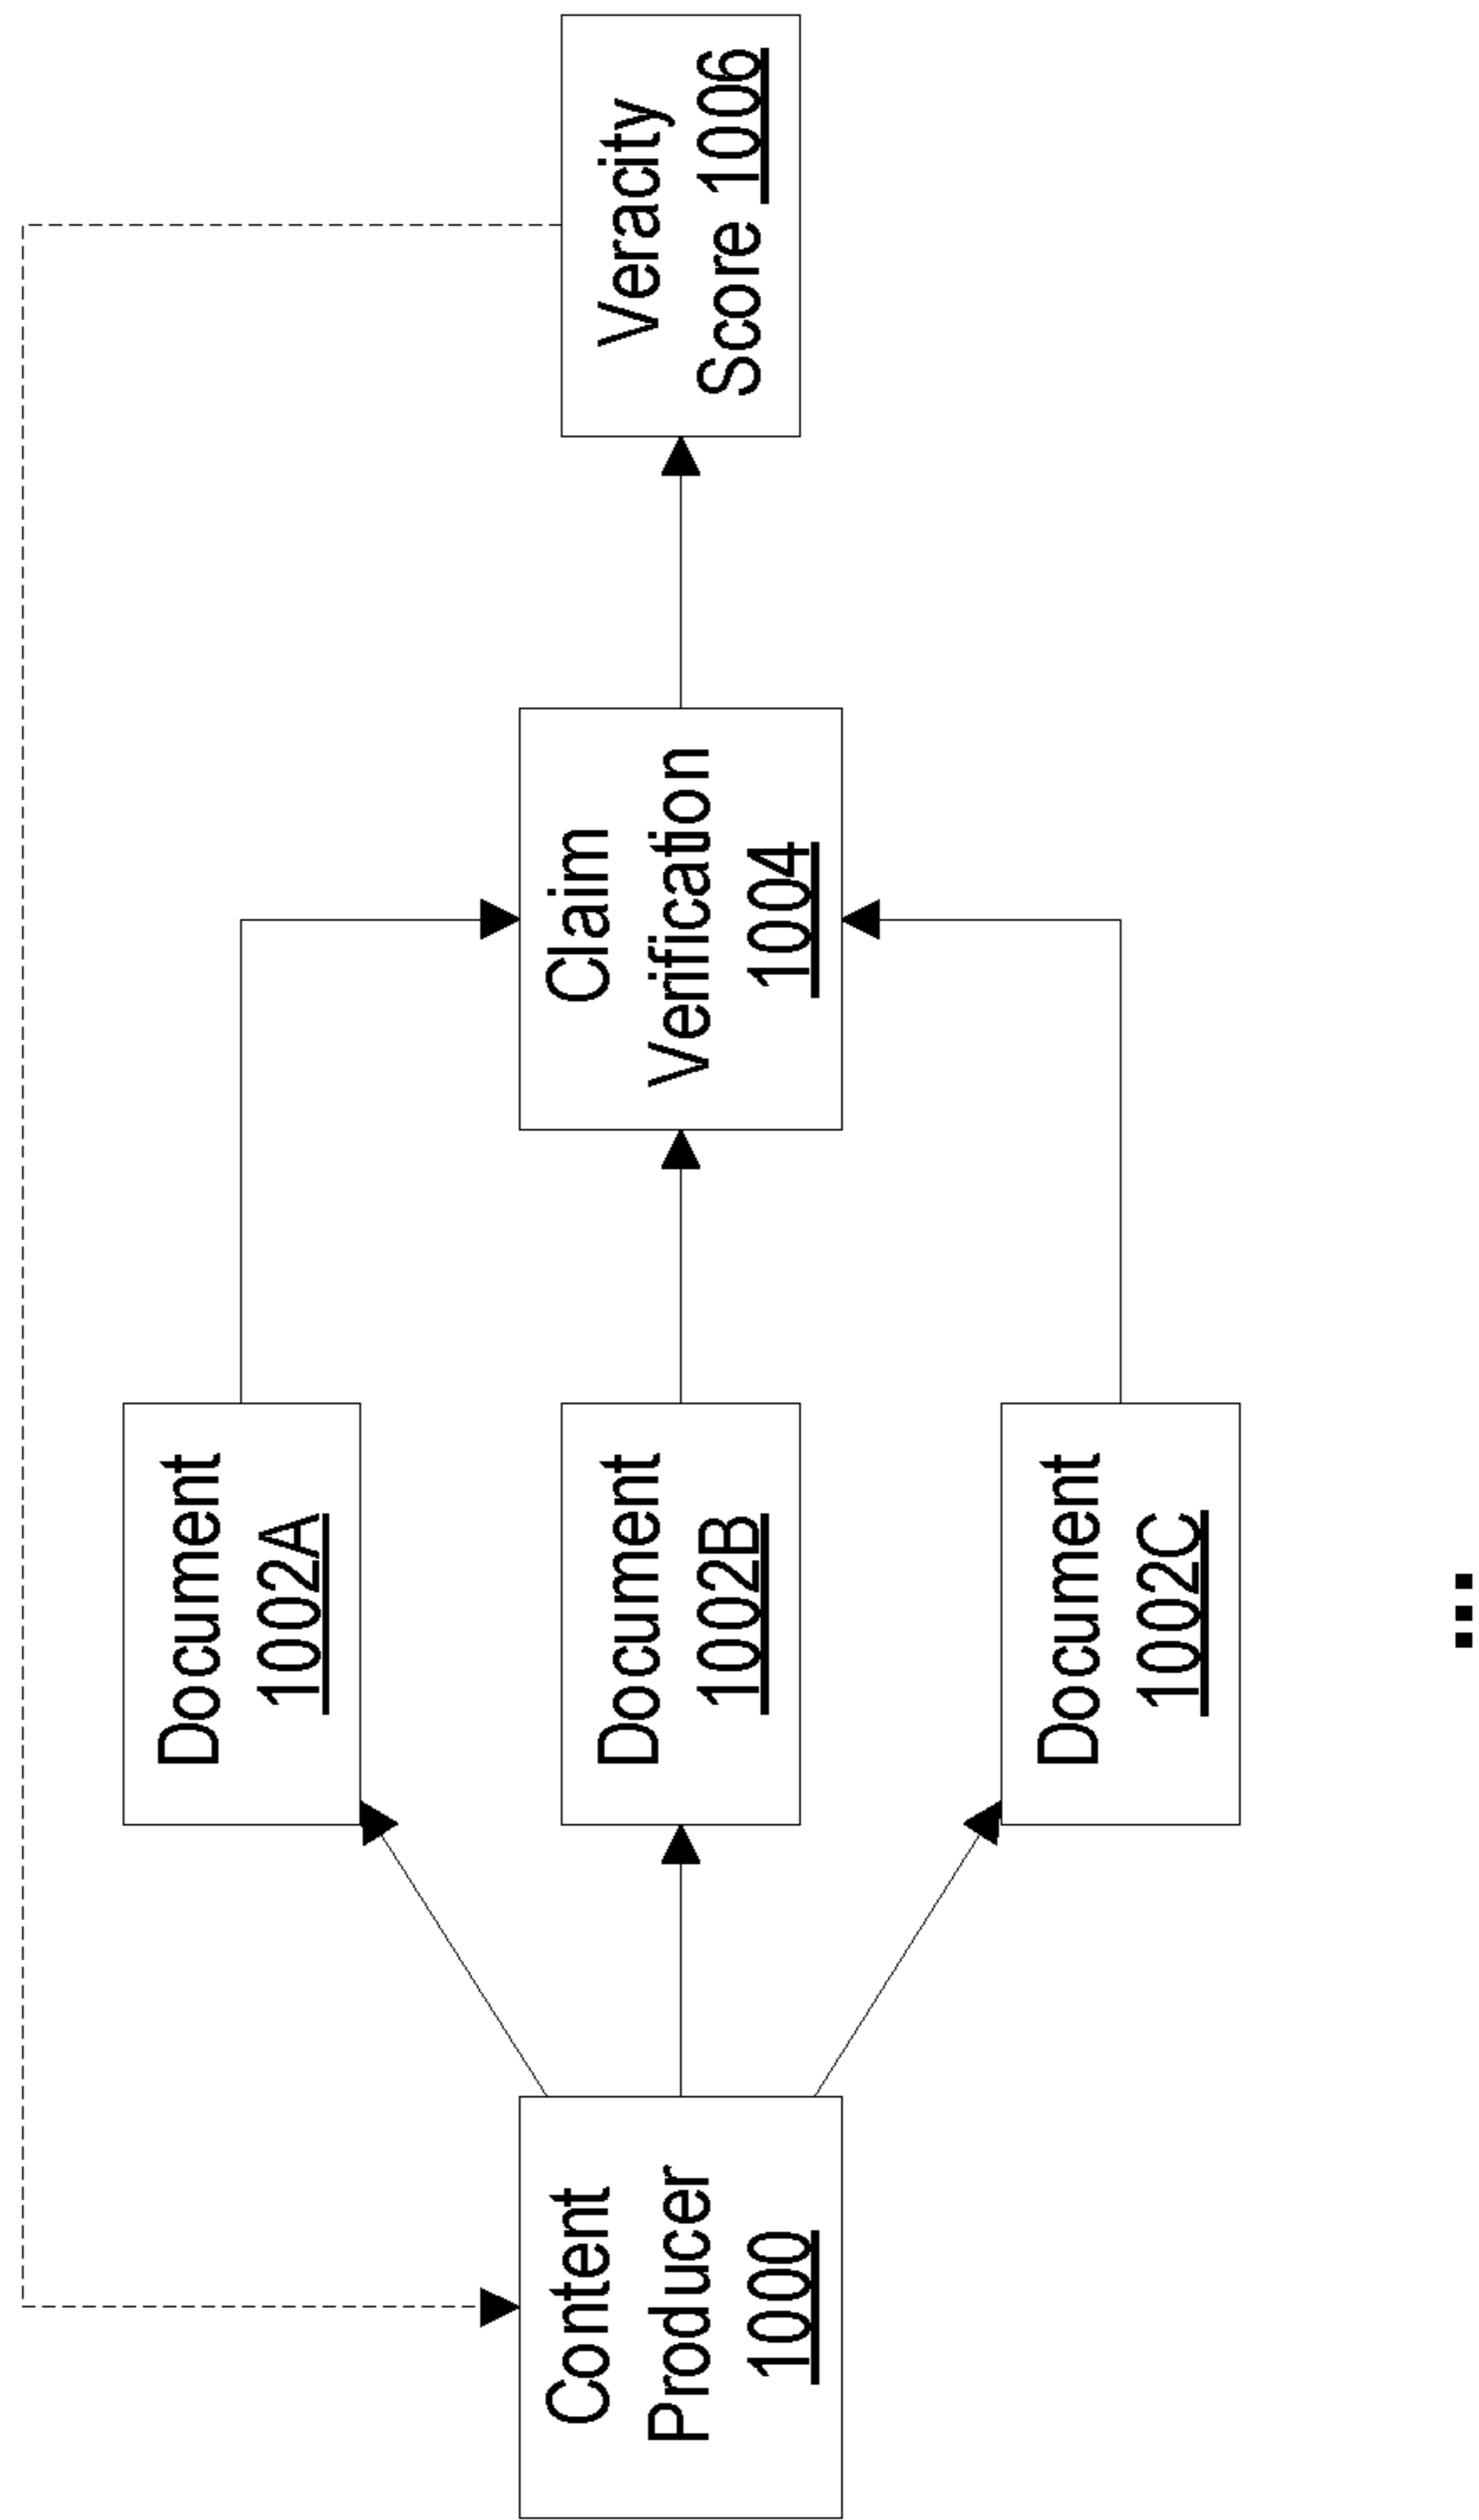 Content
Producer
1000
Document
1002A
Document
1002B
Document
1002C
...
Claim
Verification
1004
Veracity
Score 1006